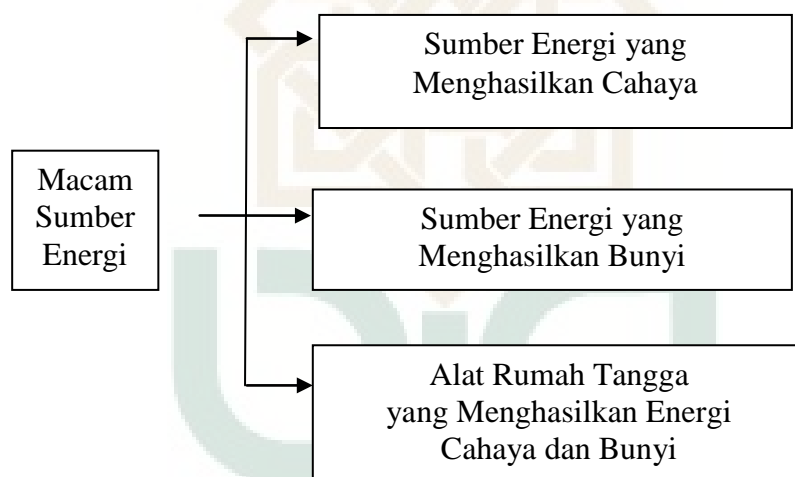 Sumber Energi yang
Menghasilkan Cahaya
Macam
Sumber
Energi
Sumber Energi yang
Menghasilkan Bunyi
Alat Rumah Tangga
yang Menghasilkan Energi
Cahaya dan Bunyi